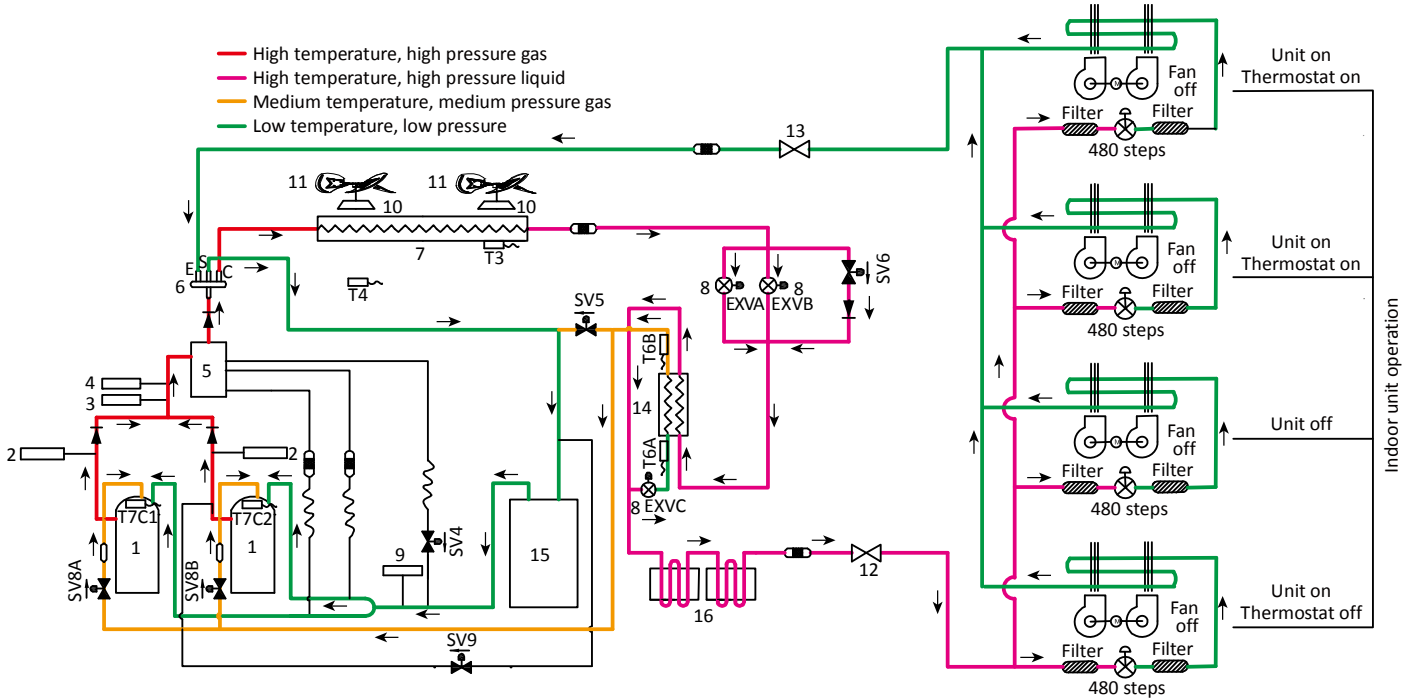 High temperature, high pressure gas
High temperature, high pressure liquid
Medium temperature, medium pressure gas
Low temperature, low pressure
13
11
11
10
10
7
T3
T4
E
S
C
6
5
4
3
2
2
T7C1
T7C2
1
1
SV8A
SV8B
SV9
SV4
9
15
SV5
T6B
14
T6A
8
EXVC
8
EXVA
8
EXVB
SV6
16
12
Fan
off
Filter
Filter
480 steps
Unit on
Thermostat on
Fan
off
Filter
Filter
480 steps
Unit on
Thermostat on
Fan
off
Filter
Filter
480 steps
Unit off
Fan
off
Filter
Filter
480 steps
Unit on
Thermostat off
M
M
M
M
Indoor unit operation